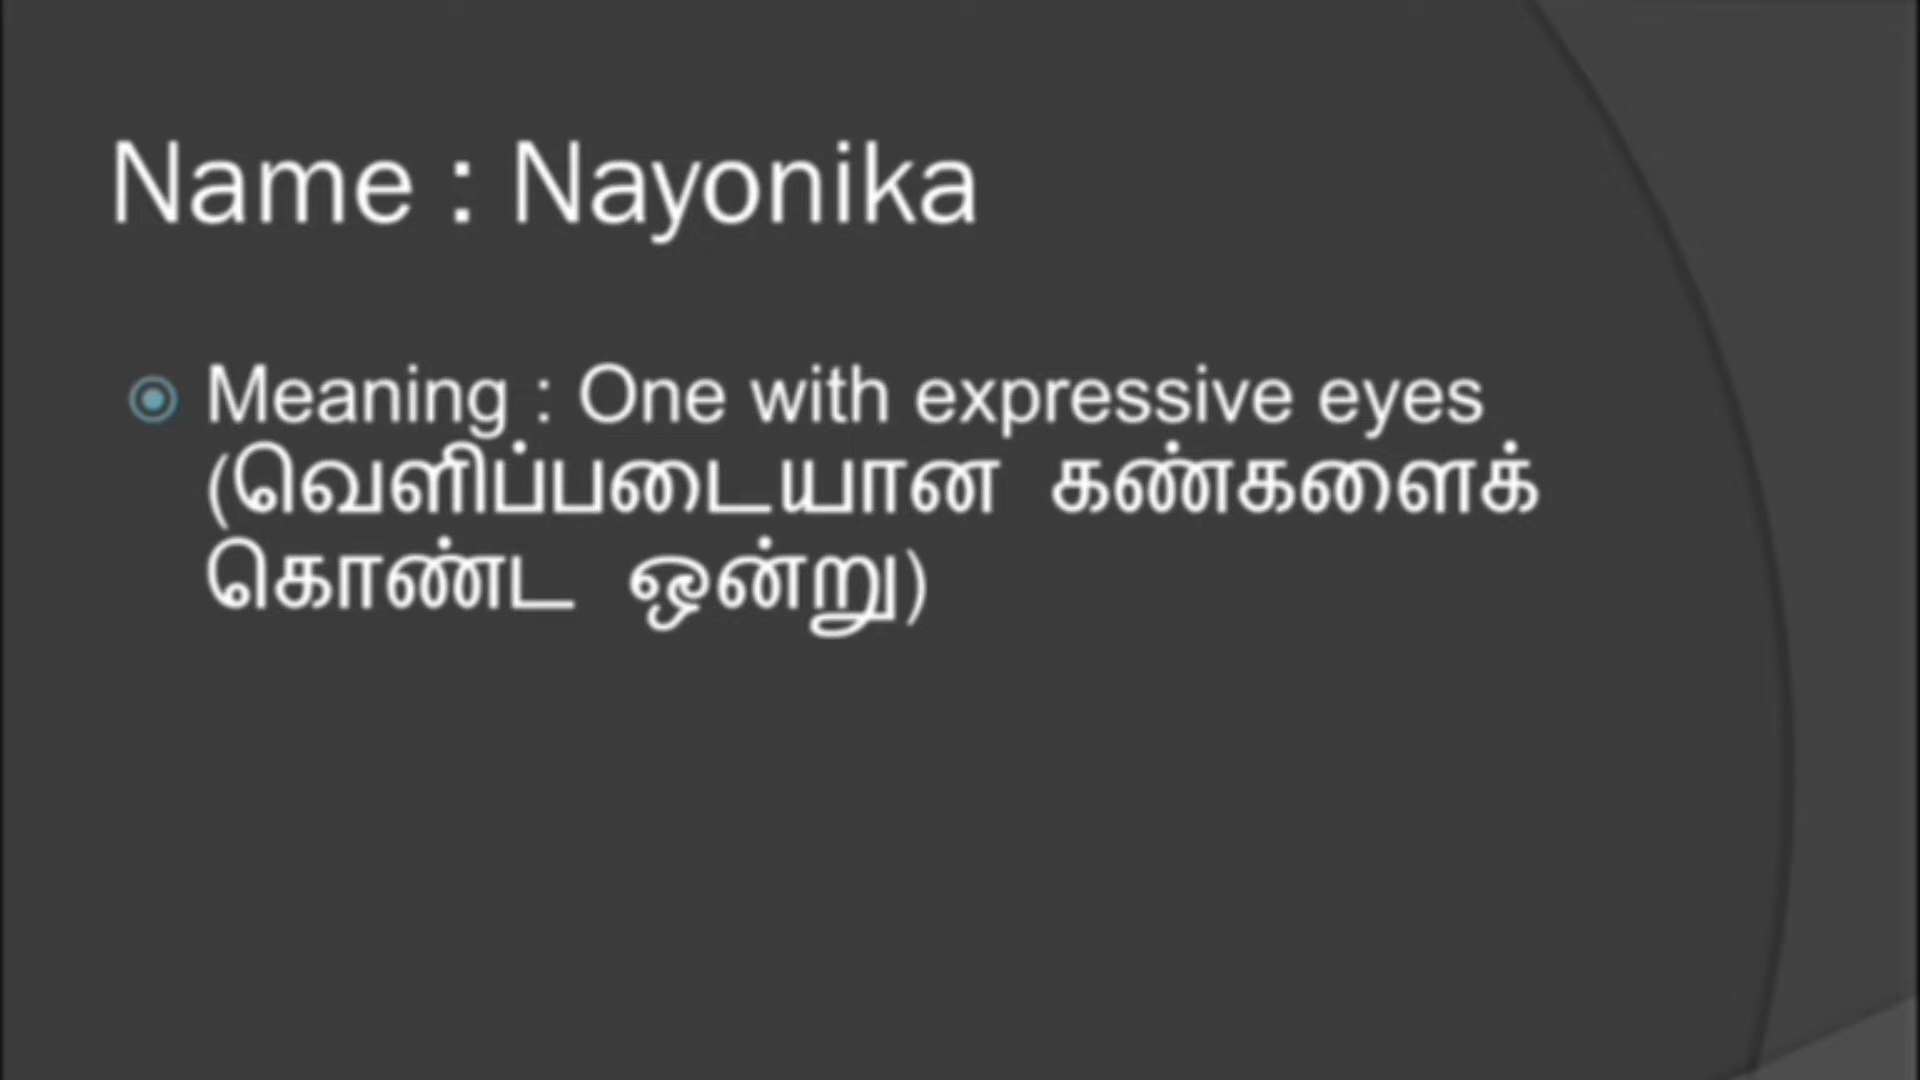 Name : Nayonika
Meaning : One with expressive eyes
(வெளிப்படையான கண்களைக்
கொண்ட ஒன்று)